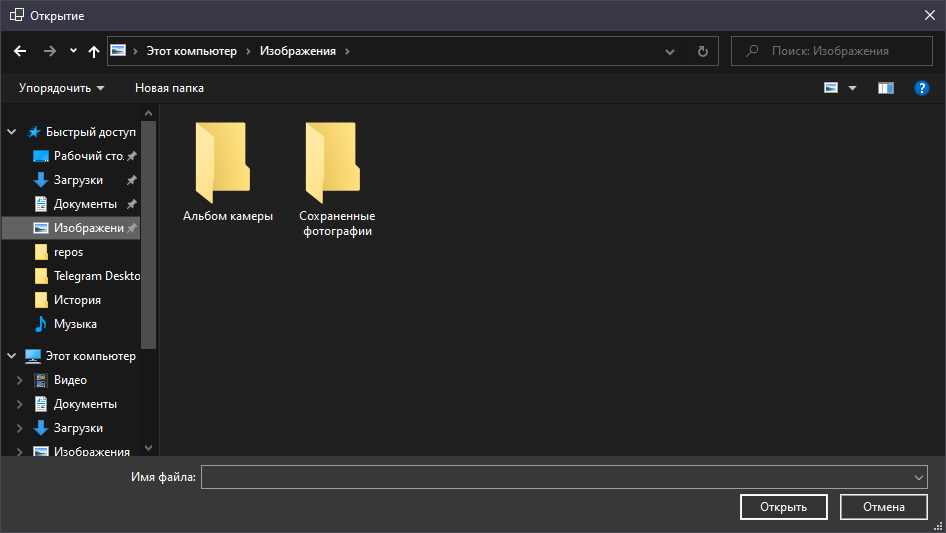 Открытие
Этот компьютер
Изображения
Поиск: Изображения
Упорядочить
Новая папка
Быстрый доступ
Рабочий сто.
Загрузки
Документы
Изображени
repos
Telegram Deskto
История
Музыка
Этот компьютер
Видео
Документы
Загрузки
Изображения
Альбом камеры
Сохраненные
фотографии
Имя файла:
Открыть
Отмена